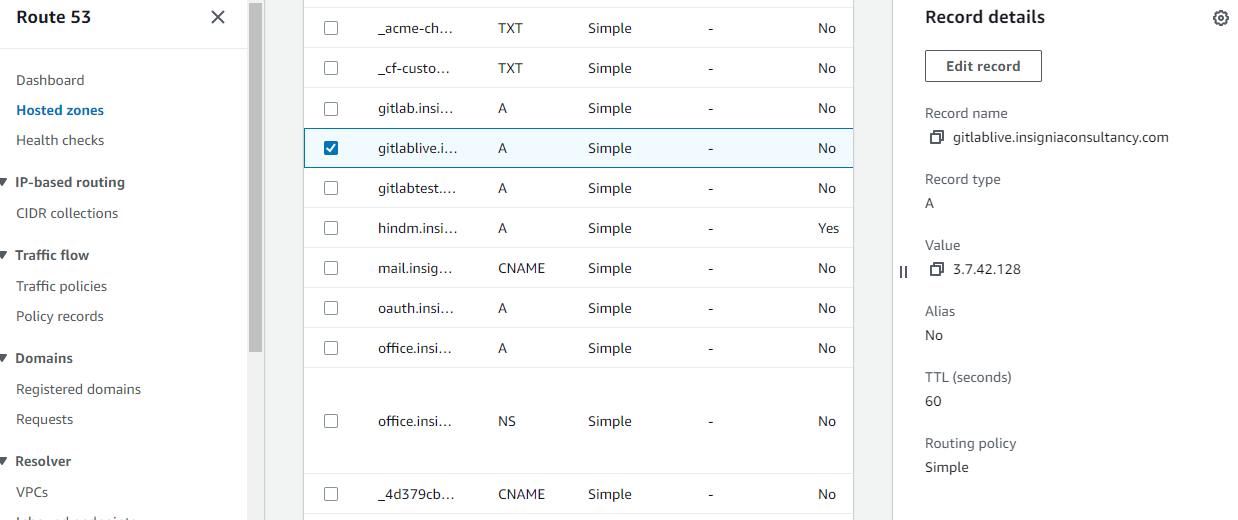 Route 53
Dashboard
Hosted zones
Health checks
IP-based routing
CIDR collections
Traffic flow
Traffic policies
Policy records
Domains
Registered domains
Requests
Resolver
VPCs
Inbound endpoints
_acme-ch... TXT Simple - No
_cf-custo... TXT Simple - No
gitlab.insi... A Simple - No
gitlablive.i... A Simple - No
gitlabtest.... A Simple - No
hindm.insi... A Simple - Yes
mail.insig... CNAME Simple - No
oauth.insi... A Simple - No
office.insi... A Simple - No
office.insi... NS Simple - No
_4d379cb... CNAME Simple - No
Record details
Edit record
Record name
gitlablive.insigniaconsultancy.com
Record type
A
Value
3.7.42.128
Alias
No
TTL (seconds)
60
Routing policy
Simple